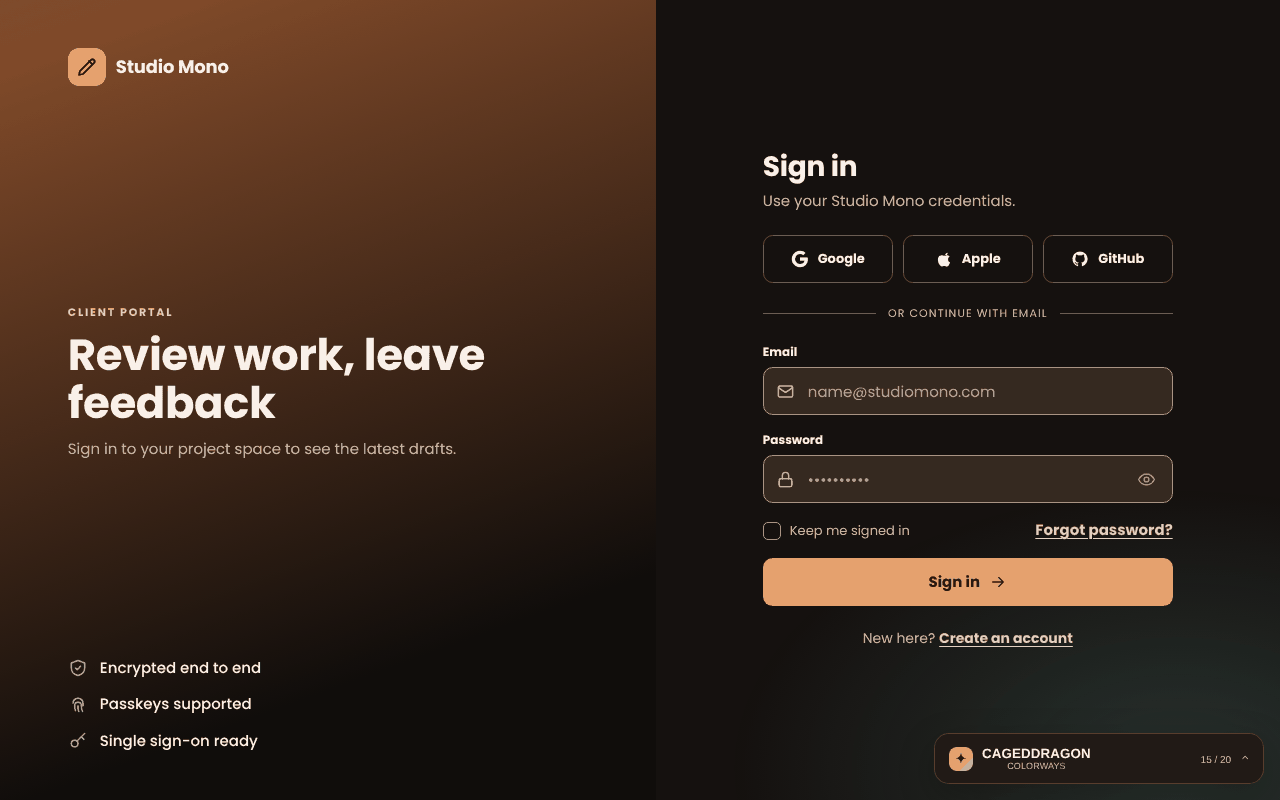 Studio Mono
CLIENT PORTAL
Review work, leave
feedback
Sign in to your project space to see the latest drafts.
Encrypted end to end
Passkeys supported
Single sign-on ready
Sign in
Use your Studio Mono credentials.
Google
Apple
GitHub
OR CONTINUE WITH EMAIL
Email
name@studiomono.com
Password
••••••••••
Keep me signed in
Forgot password?
Sign in
New here? Create an account
CAGEDDRAGON
COLORWAYS
15 / 20